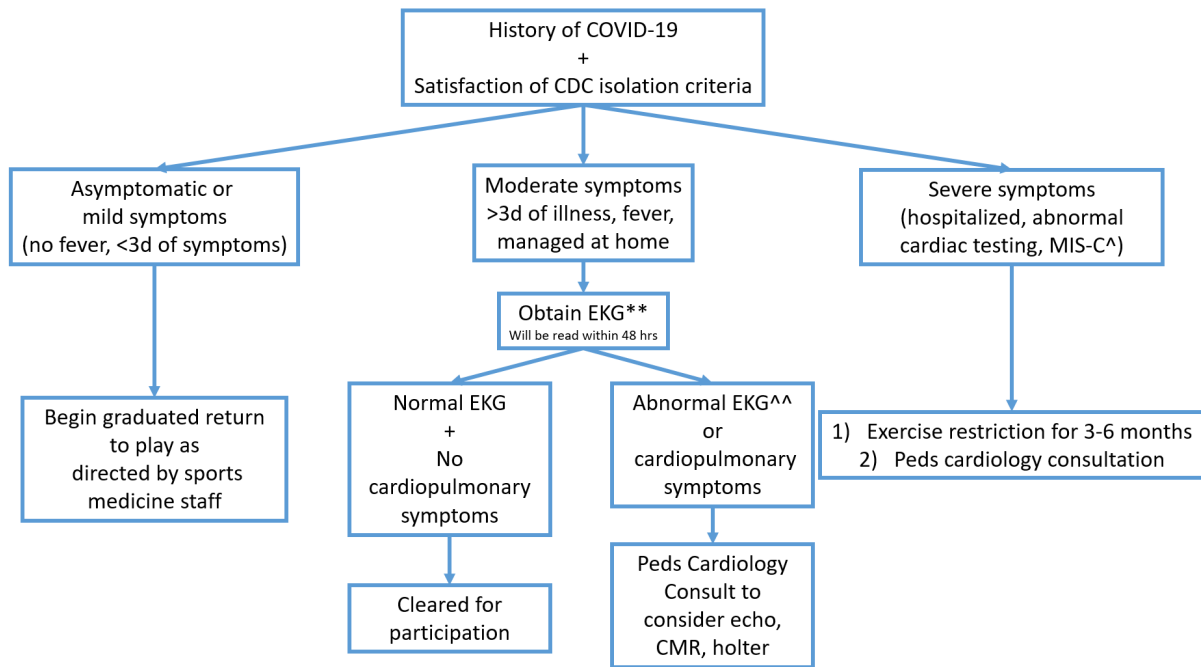 History of COVID-19
+
Satisfaction of CDC isolation criteria
Asymptomatic or
mild symptoms
(no fever, <3d of symptoms)
Moderate symptoms
>3d of illness, fever,
managed at home
Severe symptoms
(hospitalized, abnormal
cardiac testing, MIS-C^)
Obtain EKG**
Will be read within 48 hrs
Begin graduated return
to play as
directed by sports
medicine staff
Normal EKG
+
No
cardiopulmonary
symptoms
Abnormal EKG^^
or
cardiopulmonary
symptoms
1) Exercise restriction for 3-6 months
2) Peds cardiology consultation
Cleared for
participation
Peds Cardiology
Consult to
consider echo,
CMR, holter